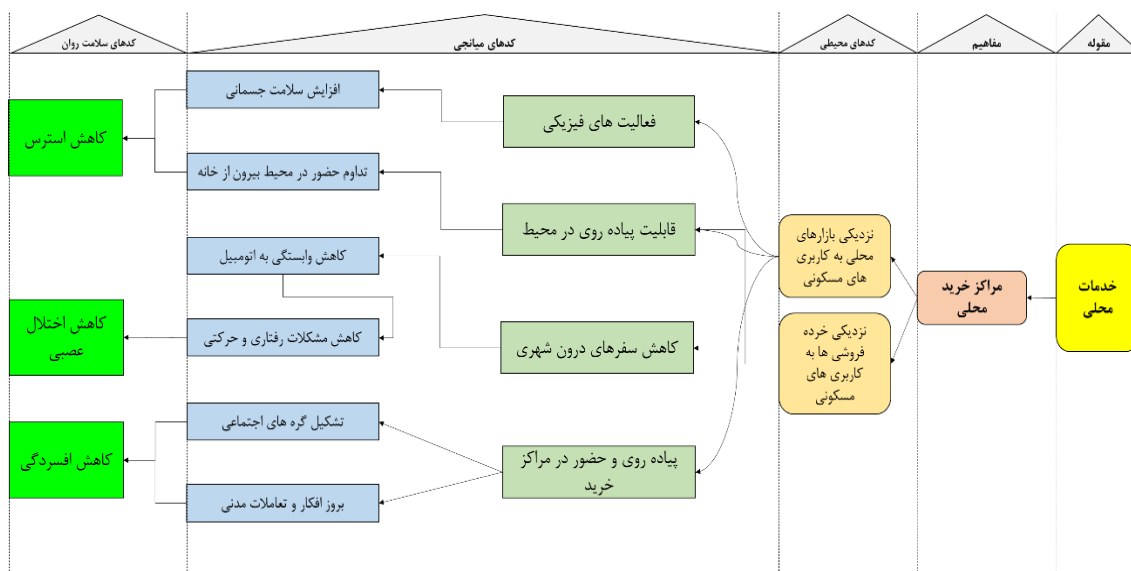 مقوله
مفاهیم
کدهای محیطی
کدهای میانجی
کدهای سلامت روان
خدمات
محلی
مراکز خرید
محلی
نزدیکی بازارهای
محلی به کاربری
های مسکونی
نزدیکی خرده
فروشی ها به
کاربری های
مسکونی
فعالیت های فیزیکی
قابلیت پیاده روی در محیط
کاهش سفرهای درون شهری
پیاده روی و حضور در مراکز
خرید
افزایش سلامت جسمانی
تداوم حضور در محیط بیرون از خانه
کاهش وابستگی به اتومبیل
کاهش مشکلات رفتاری و حرکتی
تشکیل گره های اجتماعی
بروز افکار و تعاملات مدنی
کاهش استرس
کاهش اختلال
عصبی
کاهش افسردگی